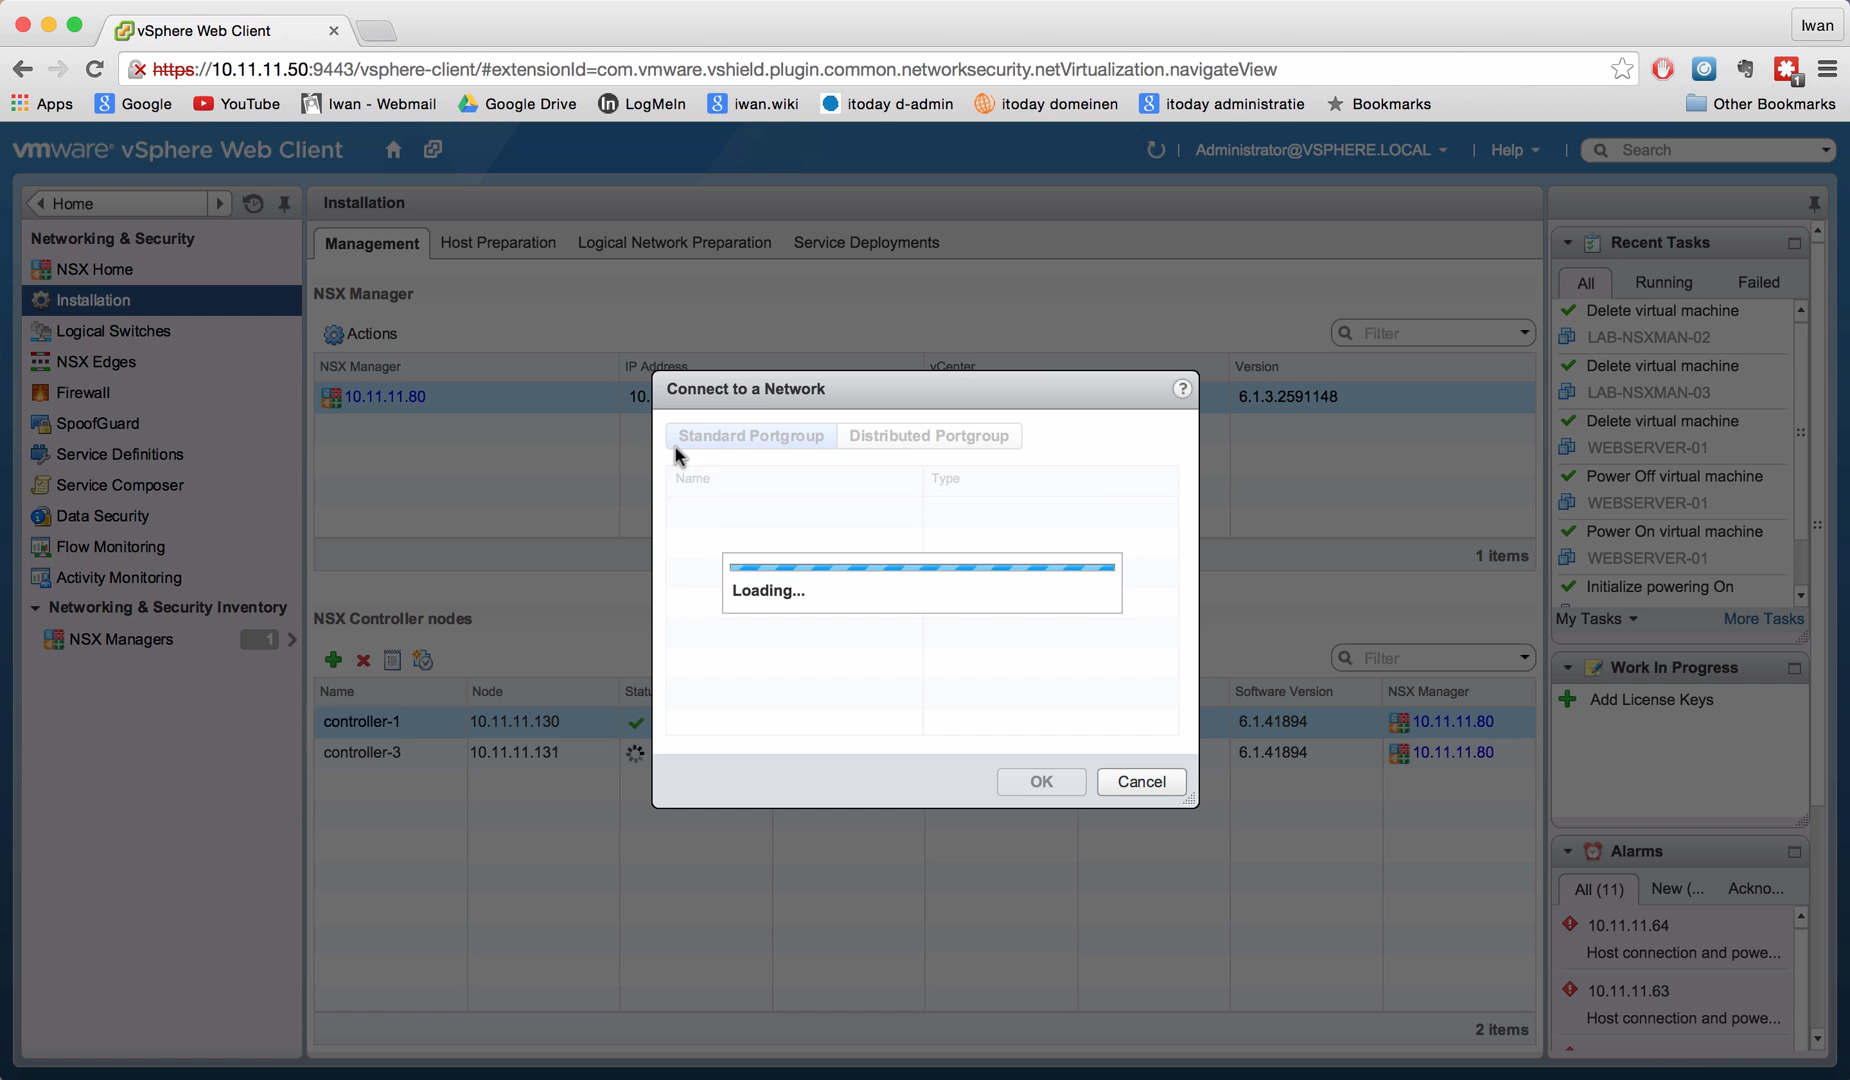 vSphere Web Client
Iwan
https://10.11.11.50:9443/vsphere-client/#extensionId=com.vmware.vshield.plugin.common.networksecurity.netVirtualization.navigateView
1
Apps Google YouTube Iwan - Webmail Google Drive LogMeIn iwan.wiki itoday d-admin itoday domeinen itoday administratie Bookmarks Other Bookmarks
vmware® vSphere Web Client
Administrator@VSPHERE.LOCAL | Help | Search
Home
Networking & Security
NSX Home
Installation
Logical Switches
NSX Edges
Firewall
SpoofGuard
Service Definitions
Service Composer
Data Security
Flow Monitoring
Activity Monitoring
Networking & Security Inventory
NSX Managers 1
Installation
Management Host Preparation Logical Network Preparation Service Deployments
NSX Manager
Actions
Filter
NSX Manager IP Address vCenter Version
10.11.11.80 10. 6.1.3.2591148
1 items
NSX Controller nodes
Filter
Name Node Statu Software Version NSX Manager
controller-1 10.11.11.130 6.1.41894 10.11.11.80
controller-3 10.11.11.131 6.1.41894 10.11.11.80
2 items
Connect to a Network
?
Standard Portgroup Distributed Portgroup
Name Type
Loading...
OK Cancel
Recent Tasks
All Running Failed
Delete virtual machine
LAB-NSXMAN-02
Delete virtual machine
LAB-NSXMAN-03
Delete virtual machine
WEBSERVER-01
Power Off virtual machine
WEBSERVER-01
Power On virtual machine
WEBSERVER-01
Initialize powering On
My Tasks More Tasks
Work In Progress
Add License Keys
Alarms
All (11) New (... Ackno...
10.11.11.64
Host connection and powe...
10.11.11.63
Host connection and powe...